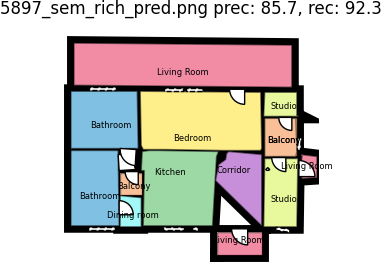 5897_sem_rich_pred.png prec: 85.7, rec: 92.3
Living Room
Studio
Bathroom
Bedroom
Balcony
Living Room
Kitchen
Corridor
Balcony
Bathroom
Studio
Dining room
Living Room